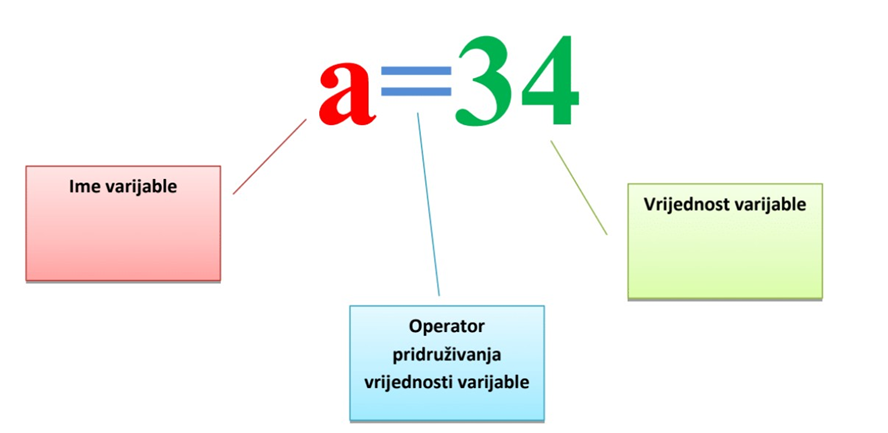 a=34
Ime varijable
Vrijednost varijable
Operator
pridruživanja
vrijednosti varijable